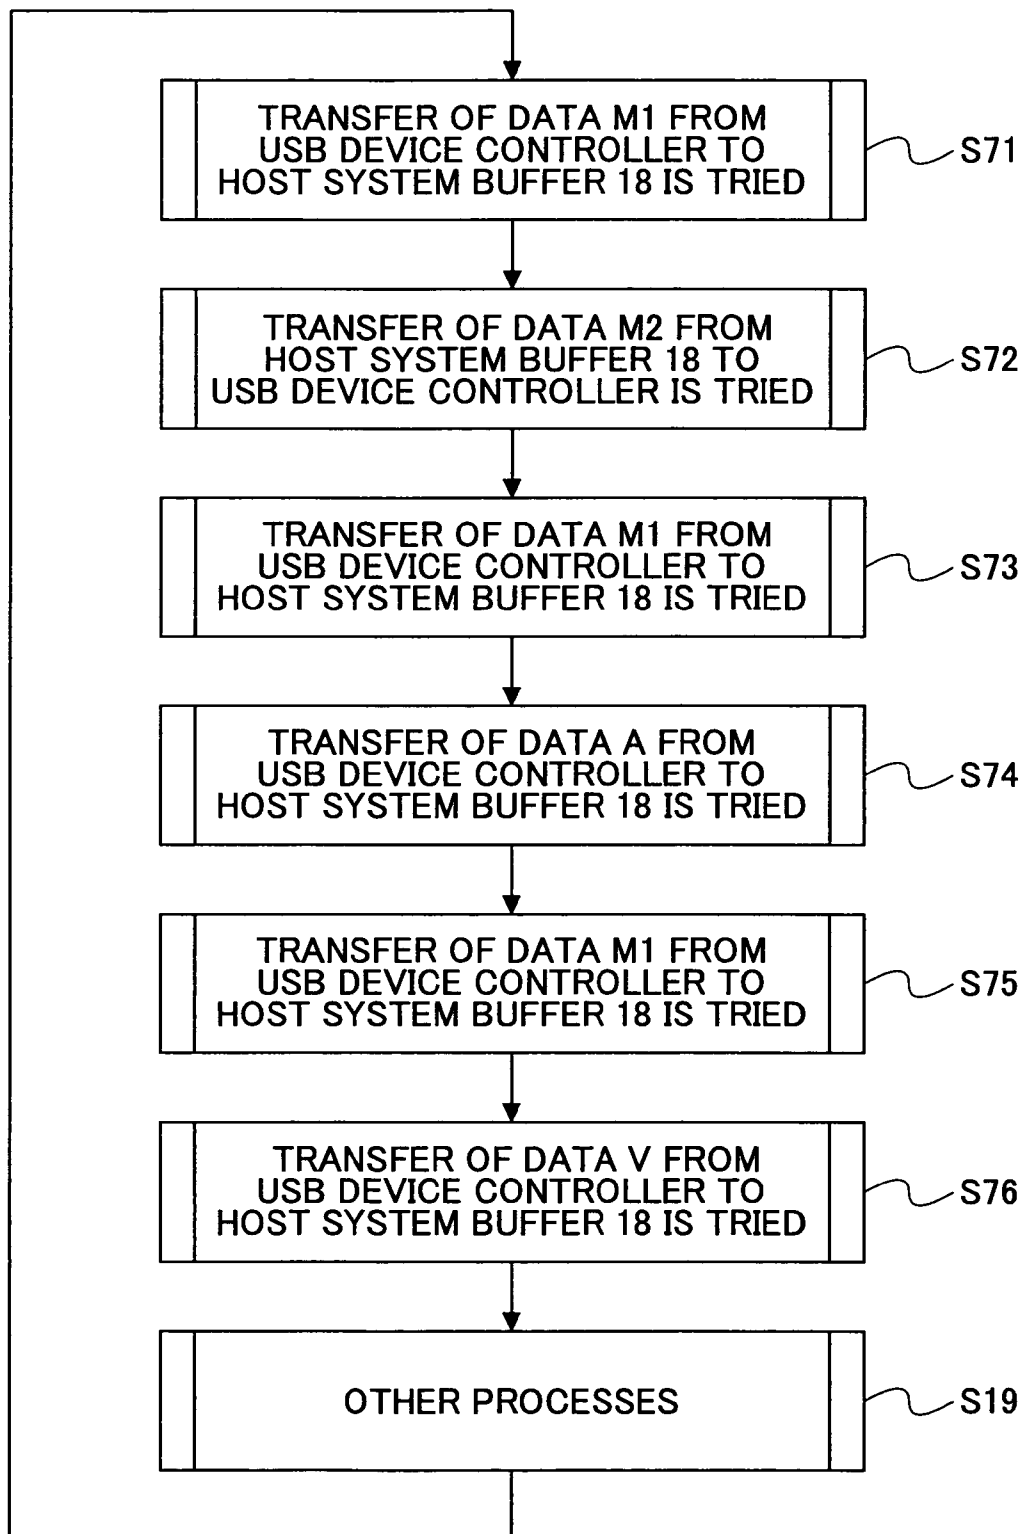 TRANSFER OF DATA M1 FROM
USB DEVICE CONTROLLER TO
HOST SYSTEM BUFFER 18 IS TRIED
S71
TRANSFER OF DATA M2 FROM
HOST SYSTEM BUFFER 18 TO
USB DEVICE CONTROLLER IS TRIED
S72
TRANSFER OF DATA M1 FROM
USB DEVICE CONTROLLER TO
HOST SYSTEM BUFFER 18 IS TRIED
S73
TRANSFER OF DATA A FROM
USB DEVICE CONTROLLER TO
HOST SYSTEM BUFFER 18 IS TRIED
S74
TRANSFER OF DATA M1 FROM
USB DEVICE CONTROLLER TO
HOST SYSTEM BUFFER 18 IS TRIED
S75
TRANSFER OF DATA V FROM
USB DEVICE CONTROLLER TO
HOST SYSTEM BUFFER 18 IS TRIED
S76
OTHER PROCESSES
S19